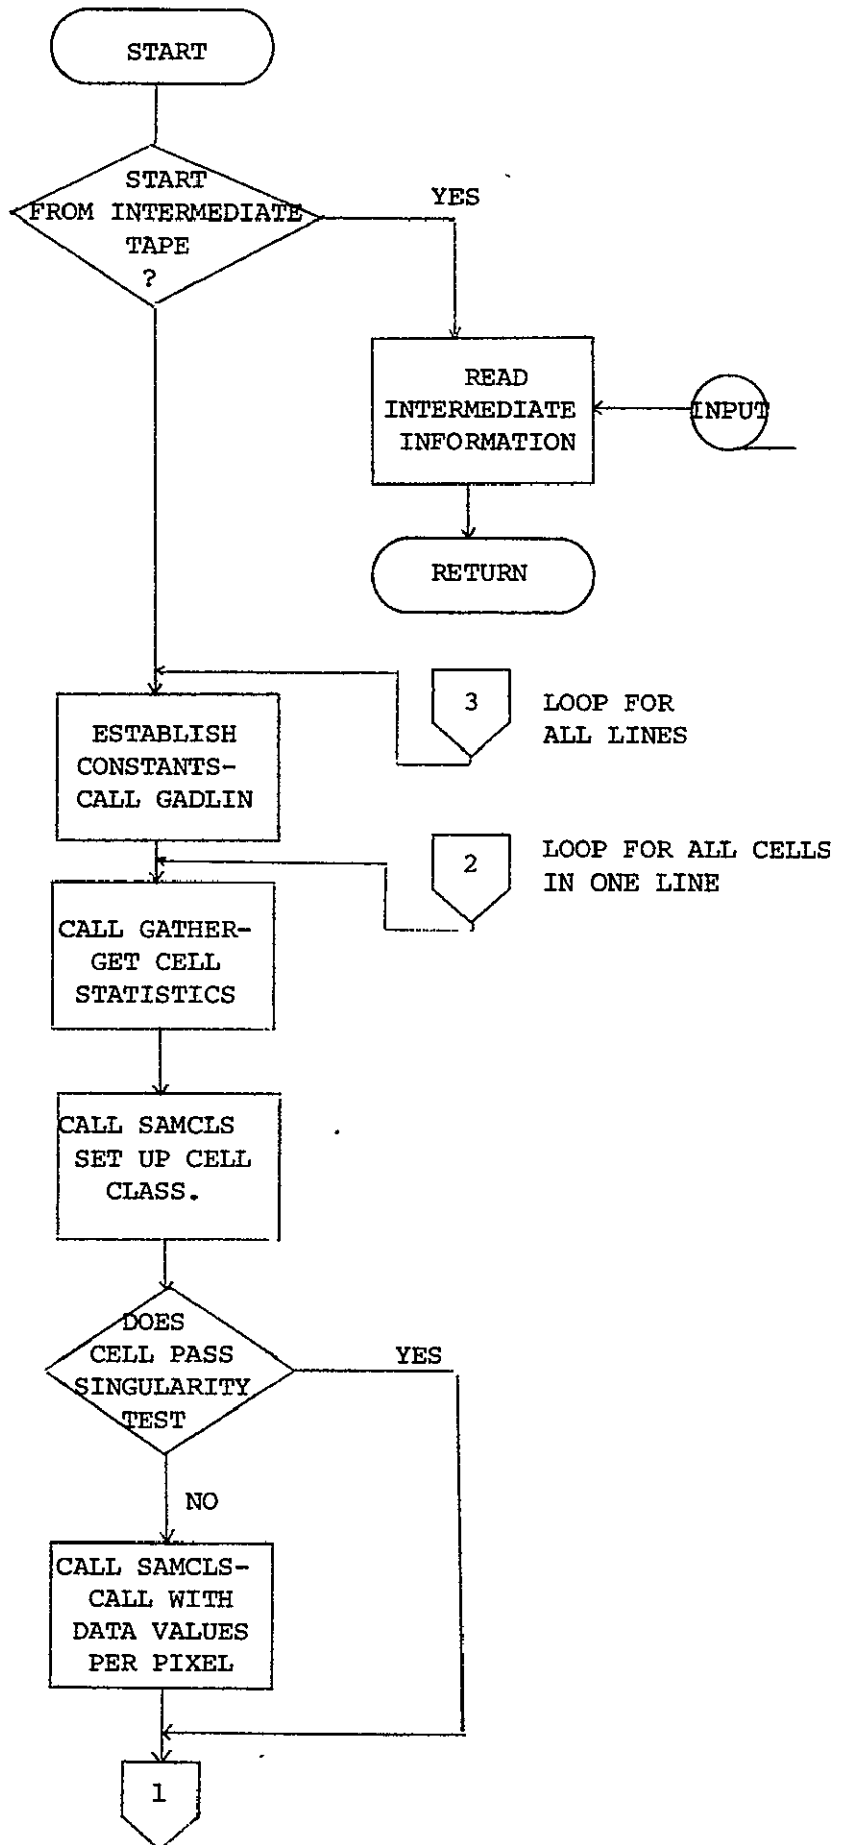 START
START
FROM INTERMEDIATE
TAPE
?
YES
READ
INTERMEDIATE
INFORMATION
INPUT
RETURN
3
LOOP FOR
ALL LINES
ESTABLISH
CONSTANTS-
CALL GADLIN
2
LOOP FOR ALL CELLS
IN ONE LINE
CALL GATHER-
GET CELL
STATISTICS
CALL SAMCLS
SET UP CELL
CLASS.
DOES
CELL PASS
SINGULARITY
TEST
YES
NO
CALL SAMCLS-
CALL WITH
DATA VALUES
PER PIXEL
1